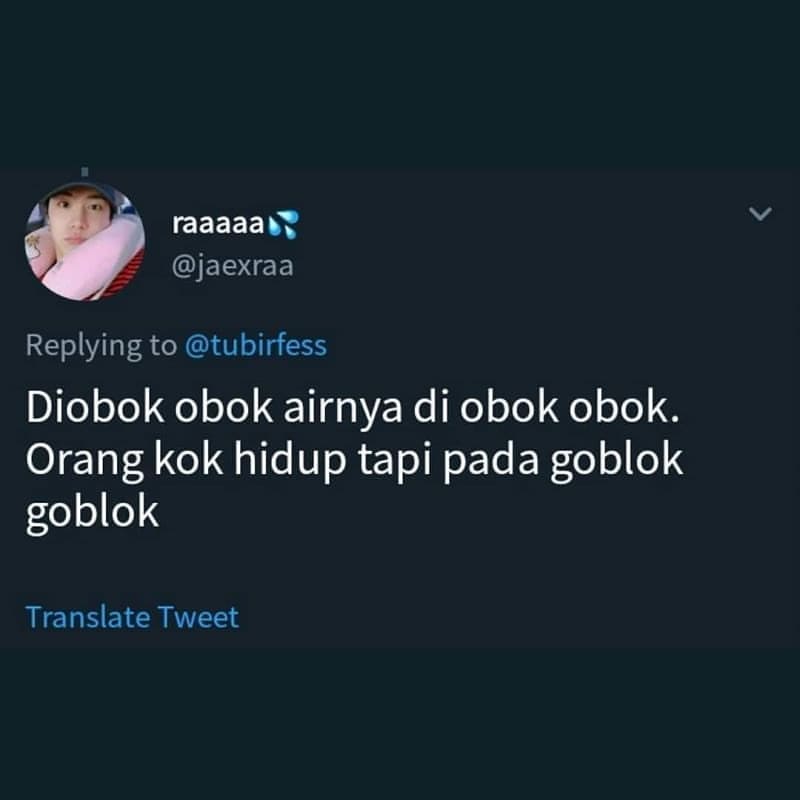 raaaaa💦
@jaexraa
Replying to @tubirfess
Diobok obok airnya di obok obok.
Orang kok hidup tapi pada goblok
goblok
Translate Tweet